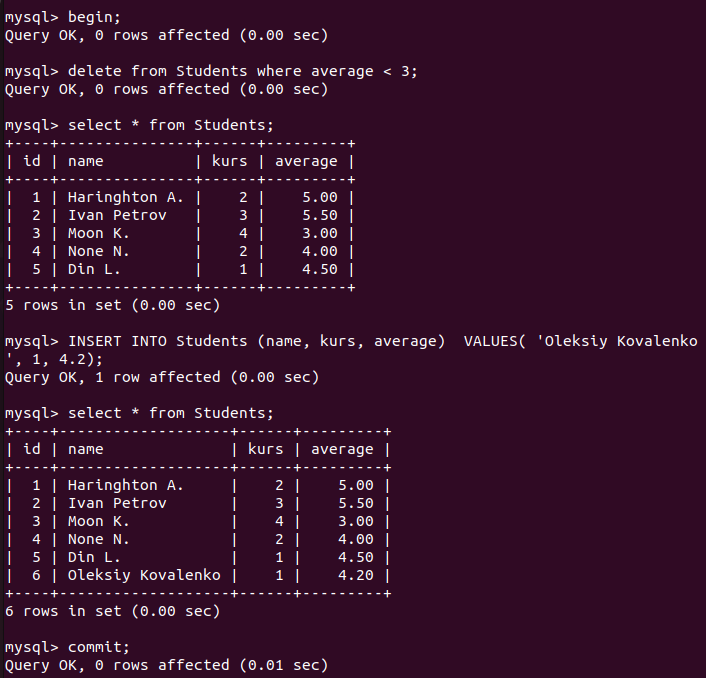 mysql> begin;
Query OK, 0 rows affected (0.00 sec)

mysql> delete from Students where average < 3;
Query OK, 0 rows affected (0.00 sec)

mysql> select * from Students;
+----+---------------+------+---------+
| id | name          | kurs | average |
+----+---------------+------+---------+
|  1 | Haringhton A. |    2 |    5.00 |
|  2 | Ivan Petrov   |    3 |    5.50 |
|  3 | Moon K.       |    4 |    3.00 |
|  4 | None N.       |    2 |    4.00 |
|  5 | Din L.        |    1 |    4.50 |
+----+---------------+------+---------+
5 rows in set (0.00 sec)

mysql> INSERT INTO Students (name, kurs, average)  VALUES( 'Oleksiy Kovalenko
', 1, 4.2);
Query OK, 1 row affected (0.00 sec)

mysql> select * from Students;
+----+-------------------+------+---------+
| id | name              | kurs | average |
+----+-------------------+------+---------+
|  1 | Haringhton A.     |    2 |    5.00 |
|  2 | Ivan Petrov       |    3 |    5.50 |
|  3 | Moon K.           |    4 |    3.00 |
|  4 | None N.           |    2 |    4.00 |
|  5 | Din L.            |    1 |    4.50 |
|  6 | Oleksiy Kovalenko |    1 |    4.20 |
+----+-------------------+------+---------+
6 rows in set (0.00 sec)

mysql> commit;
Query OK, 0 rows affected (0.01 sec)